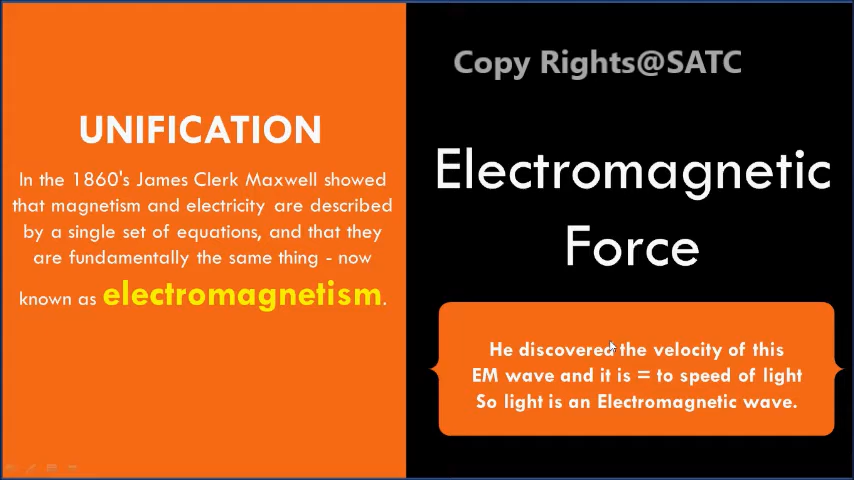 UNIFICATION
In the 1860's James Clerk Maxwell showed
that magnetism and electricity are described
by a single set of equations, and that they
are fundamentally the same thing - now
known as electromagnetism.
Copy Rights@SATC
Electromagnetic
Force
He discovered the velocity of this
EM wave and it is = to speed of light
So light is an Electromagnetic wave.